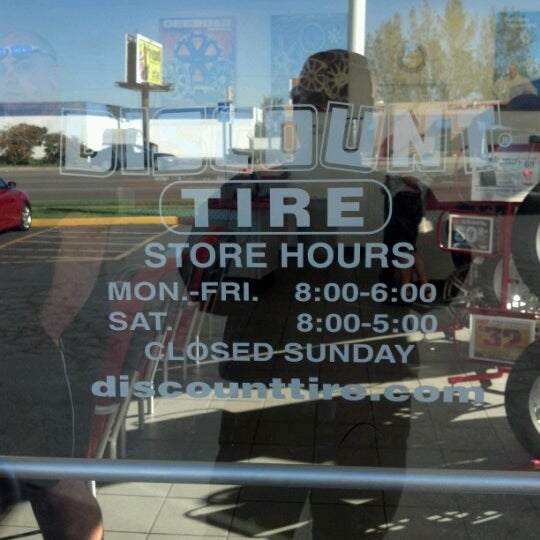 DISCOUNT
TIRE
STORE HOURS
MON.-FRI. 8:00-6:00
SAT. 8:00-5:00
CLOSED SUNDAY
discounttire.com
32